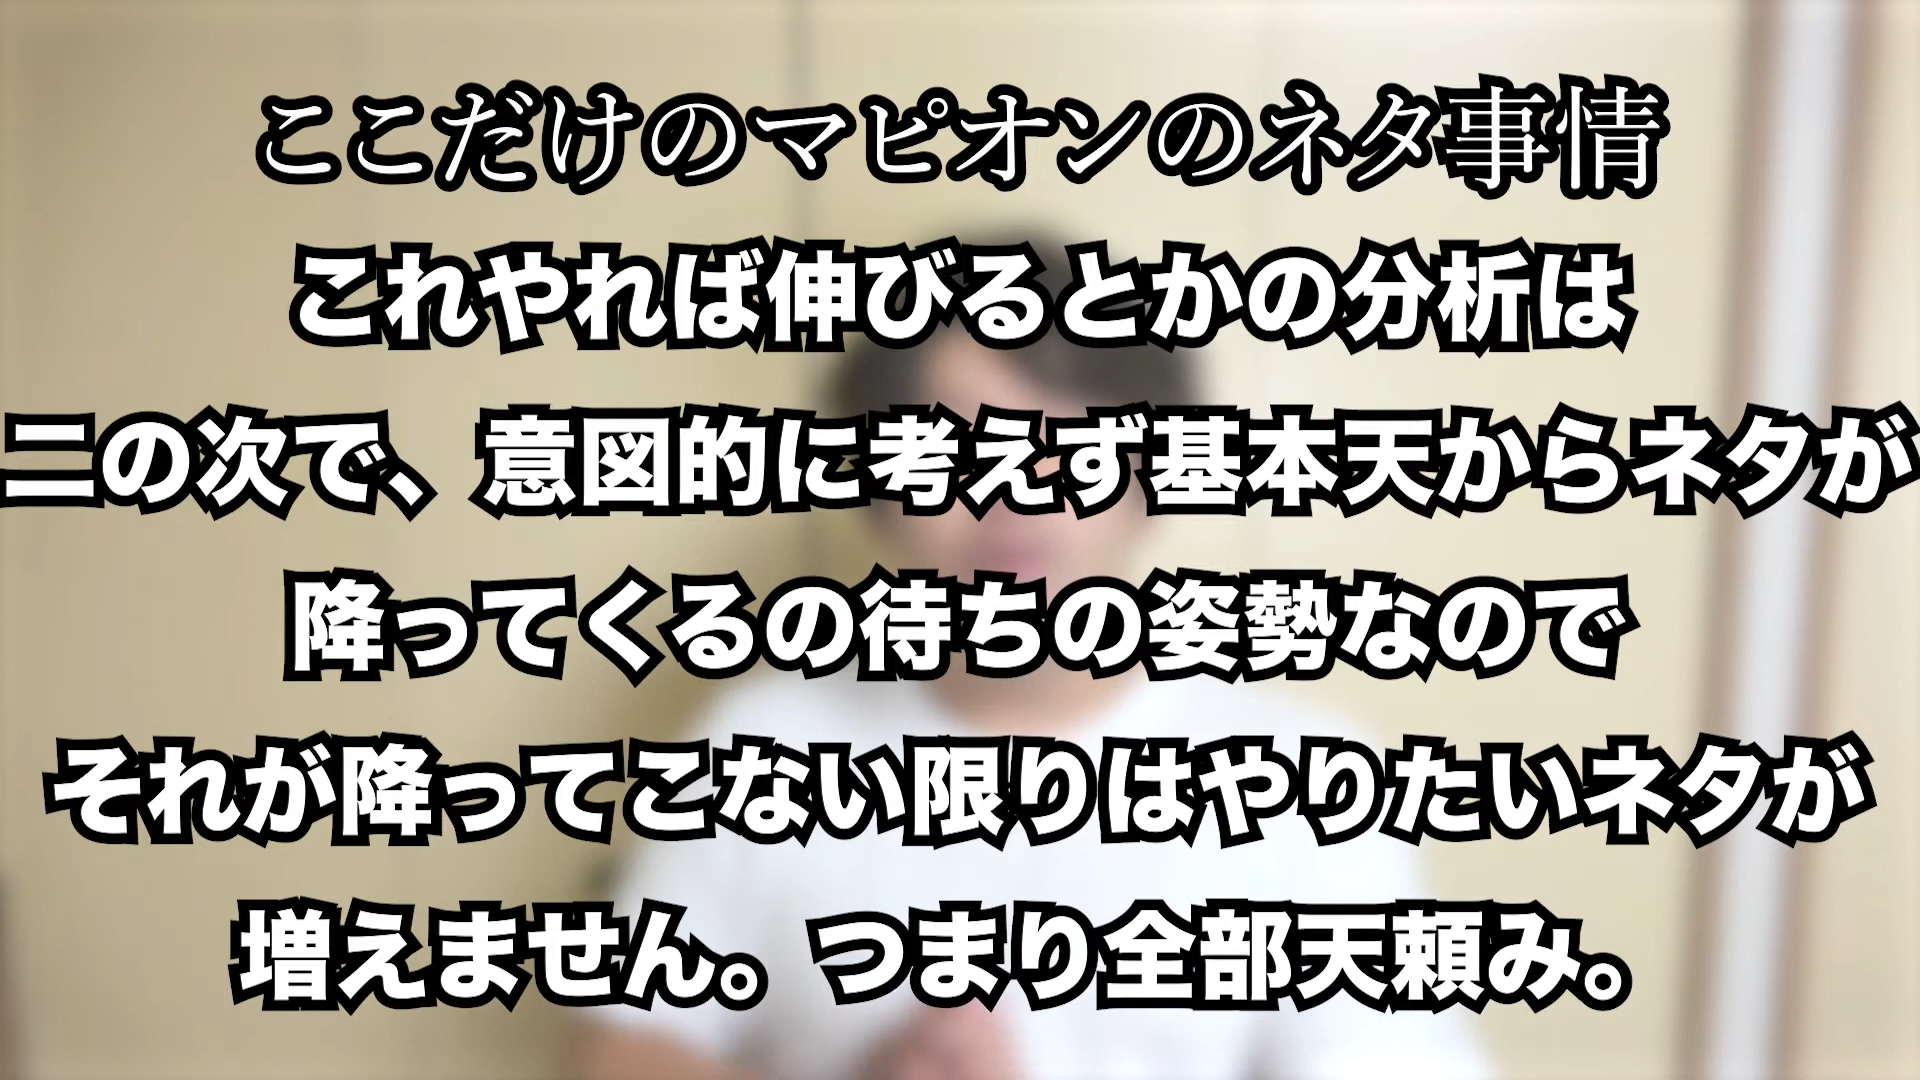 ここだけのマピオンのネタ事情
これやれば伸びるとかの分析は
二の次で、意図的に考えず基本天からネタが
降ってくるの待ちの姿勢なので
それが降ってこない限りはやりたいネタが
増えません。つまり全部天頼み。